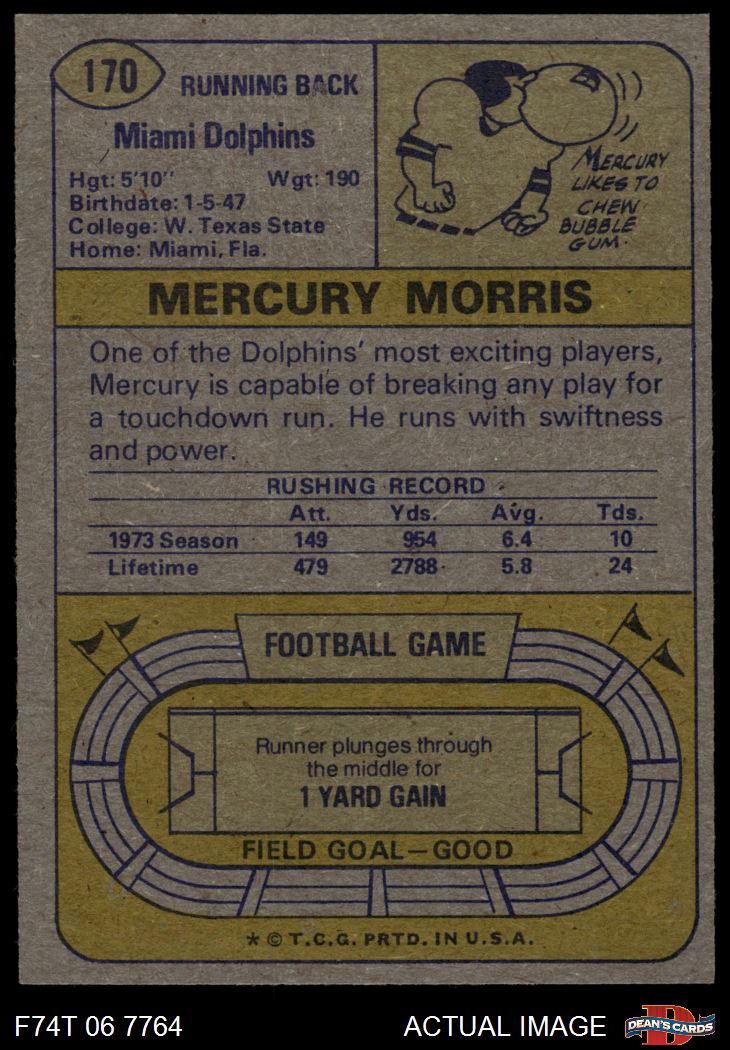 170
RUNNING BACK
Miami Dolphins
Hgt: 5'10" Wgt: 190
Birthdate: 1-5-47
College: W. Texas State
Home: Miami, Fla.
MERCURY
LIKES TO
CHEW
BUBBLE
GUM.
MERCURY MORRIS
One of the Dolphins' most exciting players,
Mercury is capable of breaking any play for
a touchdown run. He runs with swiftness
and power.
RUSHING RECORD
Att. Yds. Avg. Tds.
1973 Season 149 954 6.4 10
Lifetime 479 2788 5.8 24
FOOTBALL GAME
Runner plunges through
the middle for
1 YARD GAIN
FIELD GOAL—GOOD
* © T.C.G. PRTD. IN U.S.A.
F74T 06 7764 ACTUAL IMAGE
D
DEAN'S CARDS